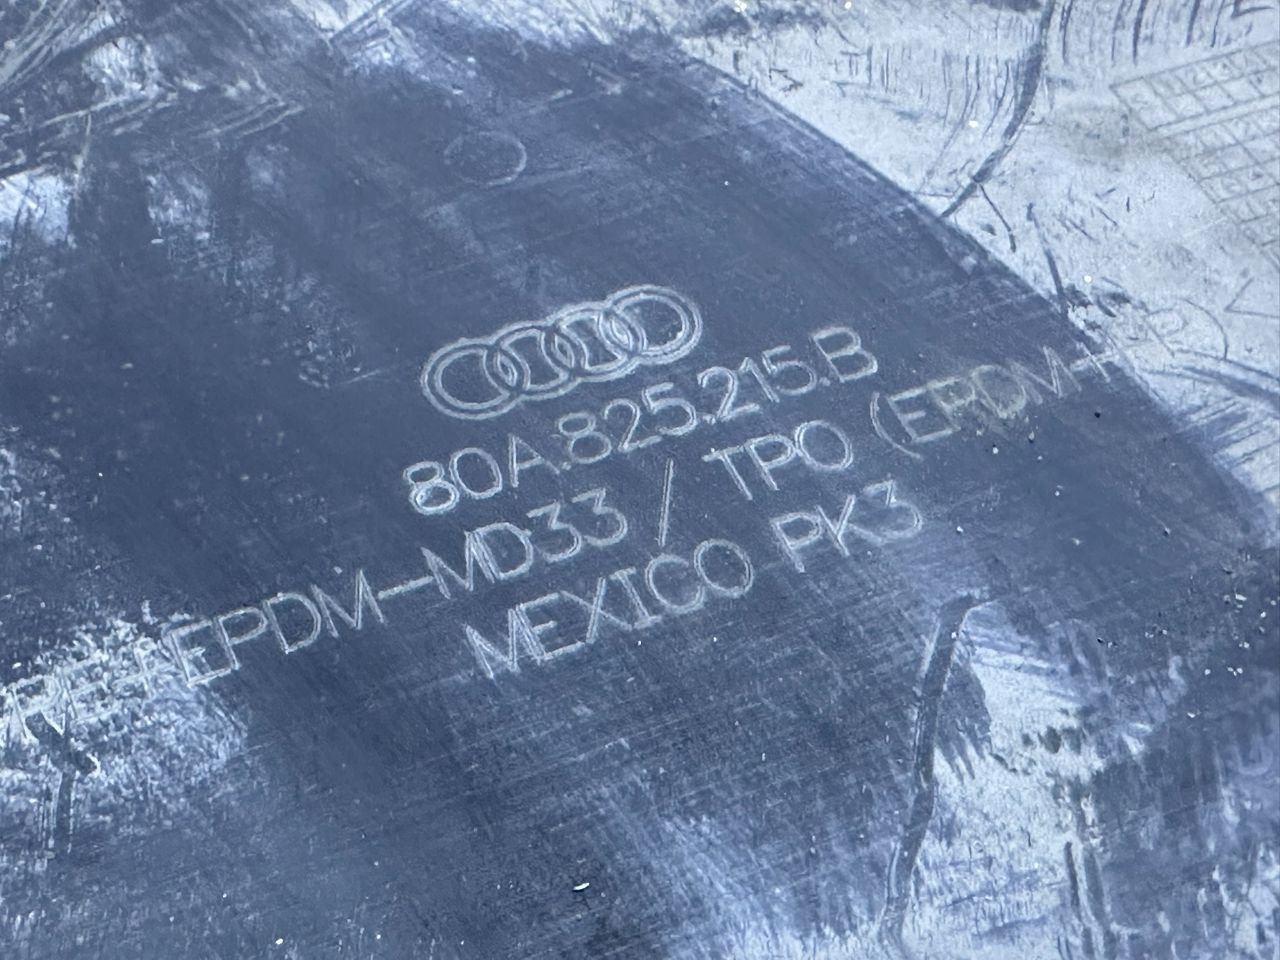 80A.825.215.B
EPDM-MD33 / TPO (EPDM+
MEXICO PK3